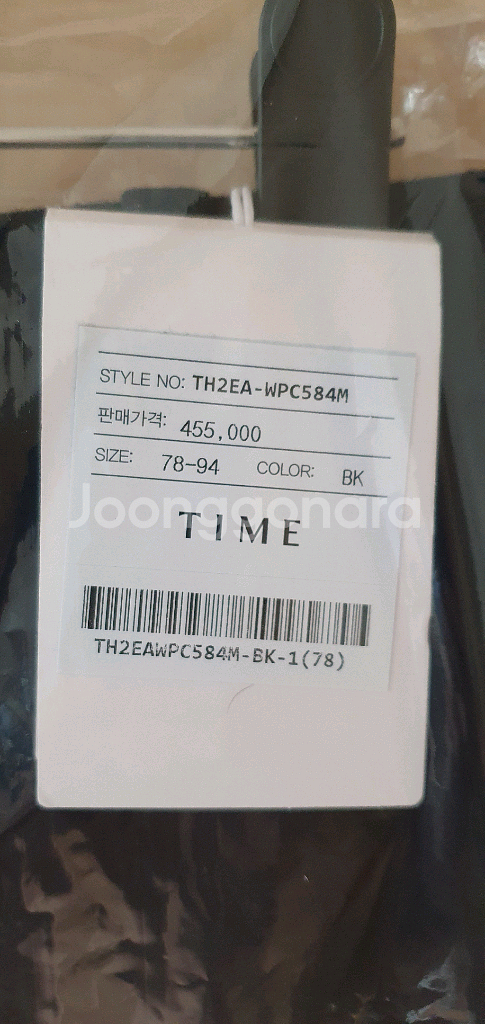 STYLE NO: TH2EA-WPC584M
판매가격: 455,000
SIZE: 78-94 COLOR: BK
Joonggonara
TIME
TH2EAWPC584M-BK-1(78)